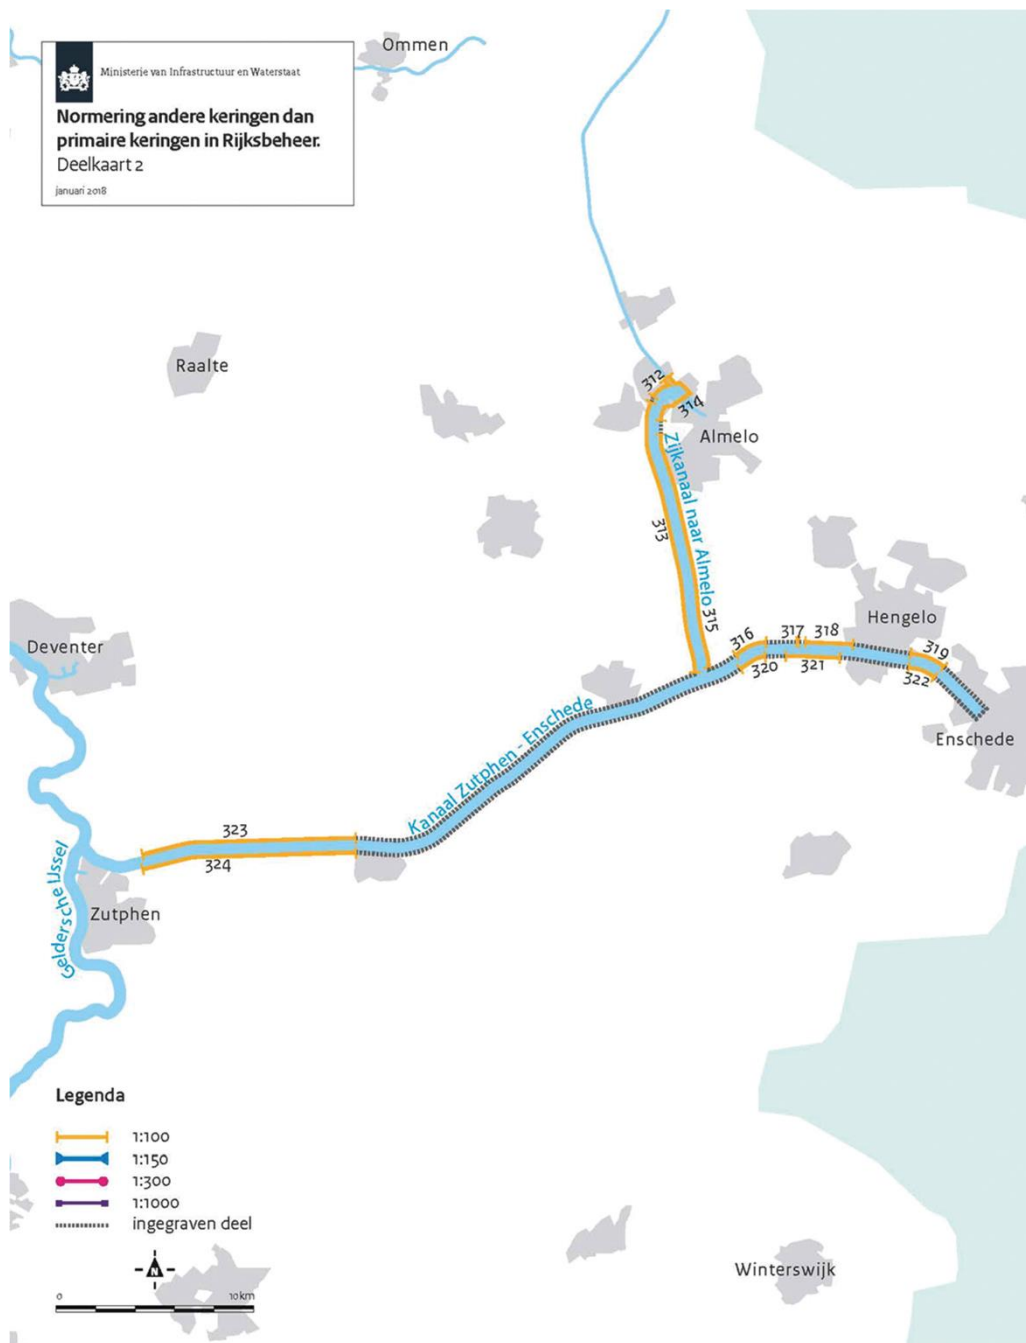 Ministerie van Infrastructuur en Waterstaat
Normering andere keringen dan
primaire keringen in Rijksbeheer.
Deelkaart 2
januari 2018
Ommen
Raalte
312
314
Almelo
Zijkanaal naar Almelo
313
315
Hengelo
316
317
318
319
320
321
322
Deventer
Enschede
Kanaal Zutphen - Enschede
323
324
Geldersche IJssel
Zutphen
Legenda
1:100
1:150
1:300
1:1000
ingegraven deel
N
0
10km
Winterswijk